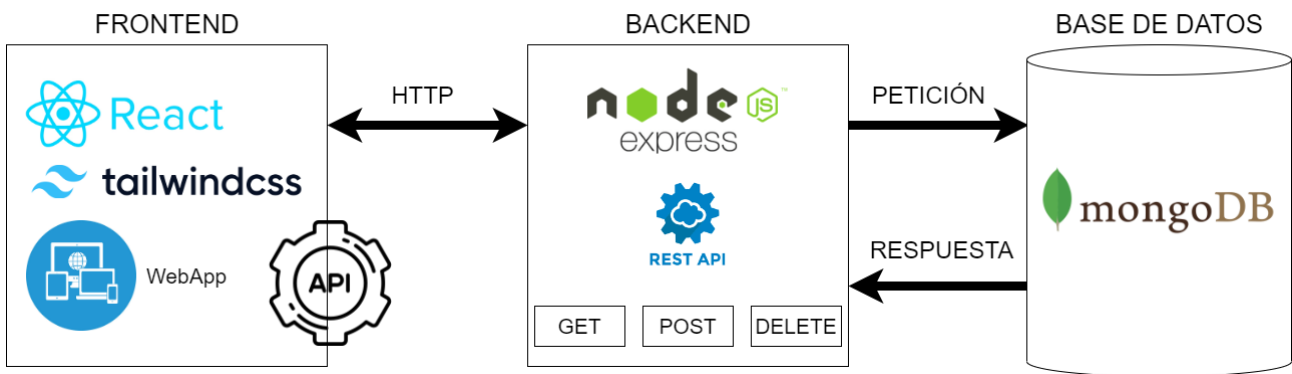 FRONTEND
BACKEND
BASE DE DATOS
React
tailwindcss
WebApp
API
HTTP
node
JS
™
express
REST API
GET
POST
DELETE
PETICIÓN
RESPUESTA
mongoDB